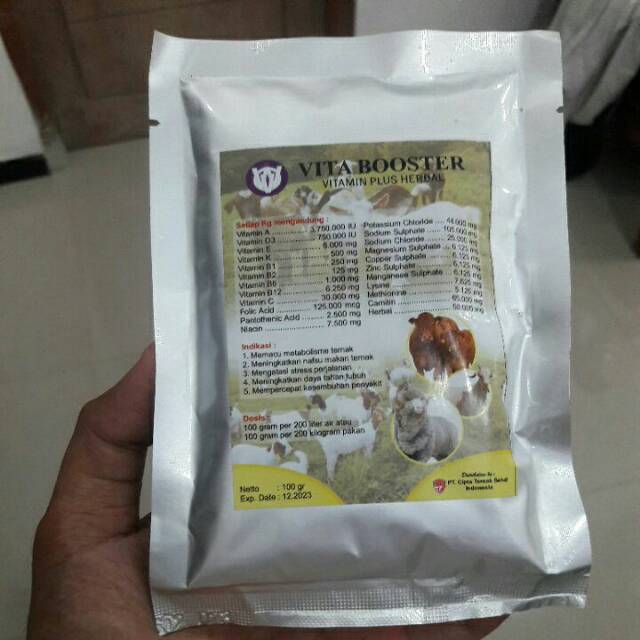 VITA BOOSTER
VITAMIN PLUS HERBAL
Setiap Kg mengandung :
Vitamin A ............ 3.750.000 IU
Vitamin D3 ............ 750.000 IU
Vitamin E ............ 6.000 mg
Vitamin K ............ 500 mg
Vitamin B1 ............ 250 mg
Vitamin B2 ............ 125 mg
Vitamin B6 ............ 1.000 mg
Vitamin B12 ............ 6.250 mg
Vitamin C ............ 30.000 mg
Folic Acid ............ 125.000 mcg
Pantothenic Acid ....... 2.500 mg
Niacin ............ 7.500 mg
Potassium Chloride .... 44.000 mg
Sodium Sulphate ..... 105.000 mg
Sodium Chloride ..... 25.000 mg
Magnesium Sulphate .... 6.125 mg
Copper Sulphate ..... 6.125 mg
Zinc Sulphate ........ 6.125 mg
Manganese Sulphate .. 6.125 mg
Lysine ............ 7.625 mg
Methionine ............ mg
Carnitin ............ 65.000 mg
Herbal ............ 50.000 mg
Indikasi :
1. Memacu metabolisme ternak
2. Meningkatkan nafsu makan ternak
3. Mengatasi stress perjalanan
4. Meningkatkan daya tahan tubuh
5. Mempercepat kesembuhan penyakit
Dosis :
100 gram per 200 liter air atau
100 gram per 200 kilogram pakan
Netto : 100 gr
Exp. Date : 12.2023
Distributor by :
PT. Cipta Ternak Sehat
Indonesia